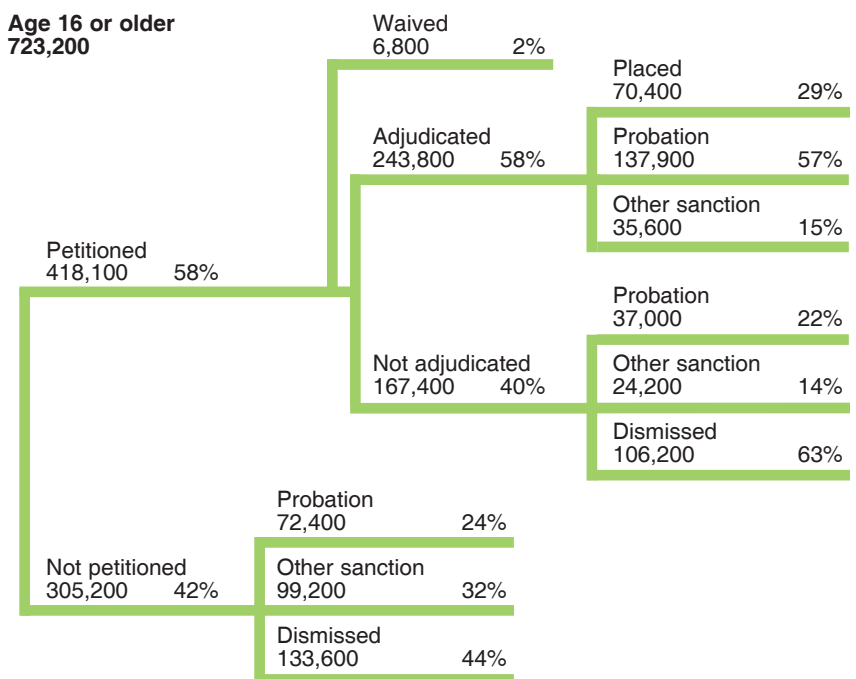 Age 16 or older
723,200
Waived
6,800 2%
Placed
70,400 29%
Adjudicated
243,800 58%
Probation
137,900 57%
Other sanction
35,600 15%
Petitioned
418,100 58%
Probation
37,000 22%
Not adjudicated
167,400 40%
Other sanction
24,200 14%
Dismissed
106,200 63%
Probation
72,400 24%
Not petitioned
305,200 42%
Other sanction
99,200 32%
Dismissed
133,600 44%